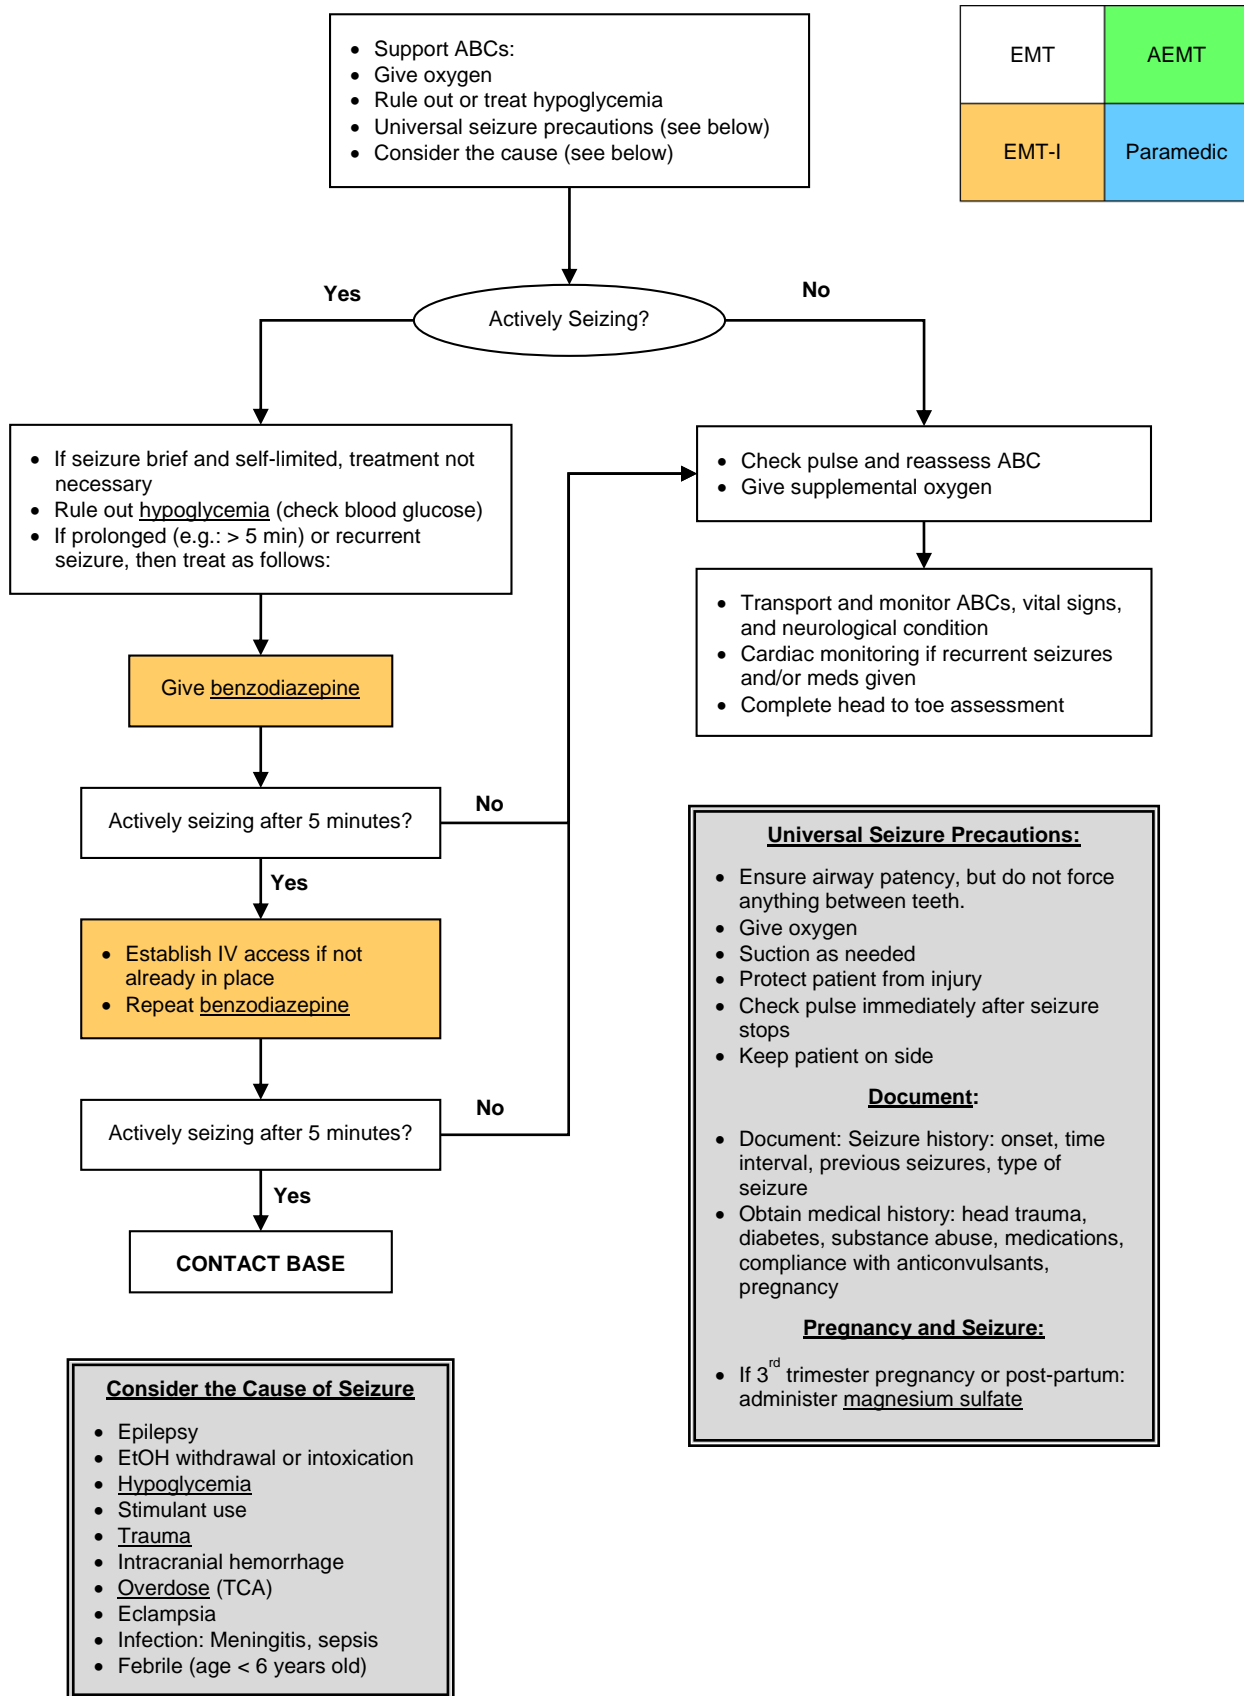 • Support ABCs:
• Give oxygen
• Rule out or treat hypoglycemia
• Universal seizure precautions (see below)
• Consider the cause (see below)
EMT
AEMT
EMT-I
Paramedic
Yes
No
Actively Seizing?
• If seizure brief and self-limited, treatment not
necessary
• Rule out hypoglycemia (check blood glucose)
• If prolonged (e.g.: > 5 min) or recurrent
seizure, then treat as follows:
• Check pulse and reassess ABC
• Give supplemental oxygen
• Transport and monitor ABCs, vital signs,
and neurological condition
• Cardiac monitoring if recurrent seizures
and/or meds given
• Complete head to toe assessment
Give benzodiazepine
Actively seizing after 5 minutes?
No
Yes
• Establish IV access if not
already in place
• Repeat benzodiazepine
Actively seizing after 5 minutes?
No
Yes
CONTACT BASE
Universal Seizure Precautions:
• Ensure airway patency, but do not force
anything between teeth.
• Give oxygen
• Suction as needed
• Protect patient from injury
• Check pulse immediately after seizure
stops
• Keep patient on side
Document:
• Document: Seizure history: onset, time
interval, previous seizures, type of
seizure
• Obtain medical history: head trauma,
diabetes, substance abuse, medications,
compliance with anticonvulsants,
pregnancy
Pregnancy and Seizure:
• If 3rd trimester pregnancy or post-partum:
administer magnesium sulfate
Consider the Cause of Seizure
• Epilepsy
• EtOH withdrawal or intoxication
• Hypoglycemia
• Stimulant use
• Trauma
• Intracranial hemorrhage
• Overdose (TCA)
• Eclampsia
• Infection: Meningitis, sepsis
• Febrile (age < 6 years old)